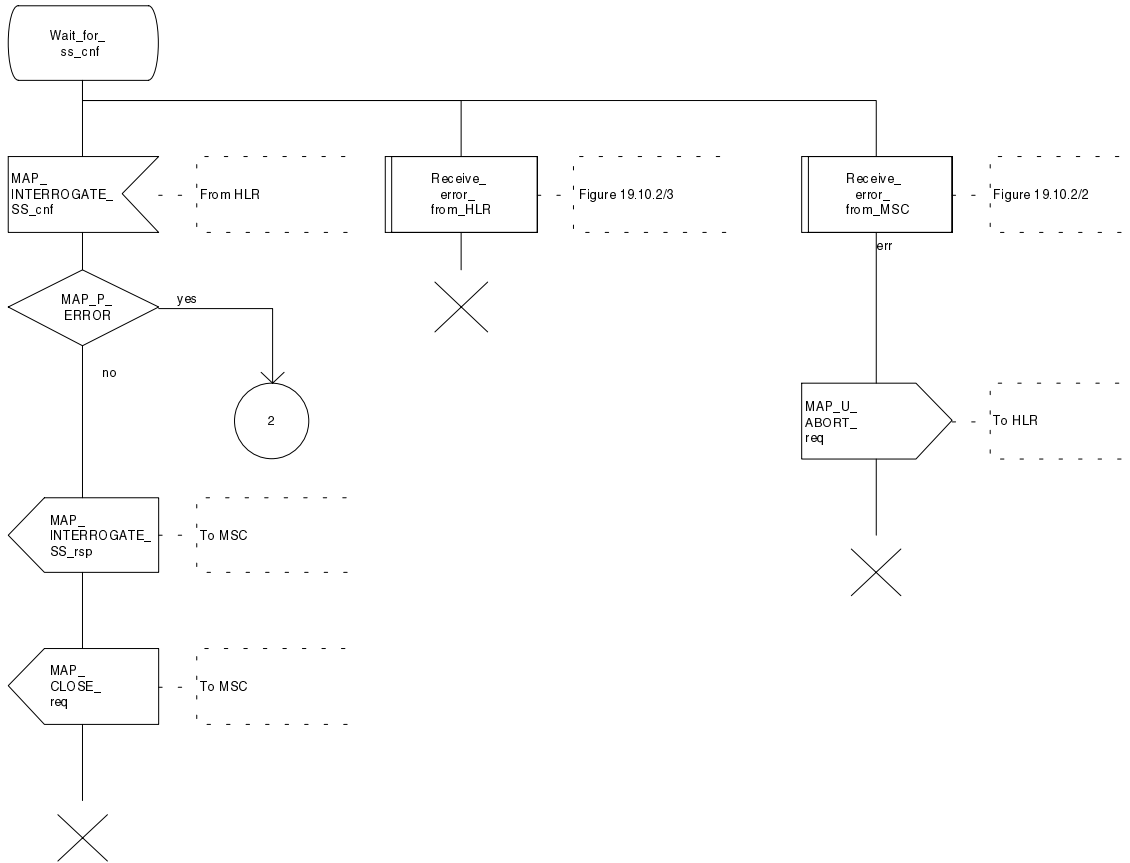 Wait_for_
ss_cnf
MAP_
INTERROGATE_
SS_cnf
From HLR
Receive_
error_
from_HLR
Figure 19.10.2/3
Receive_
error_
from_MSC
Figure 19.10.2/2
err
MAP_P_
ERROR
yes
no
2
MAP_U_
ABORT_
req
To HLR
MAP_
INTERROGATE_
SS_rsp
To MSC
MAP_
CLOSE_
req
To MSC